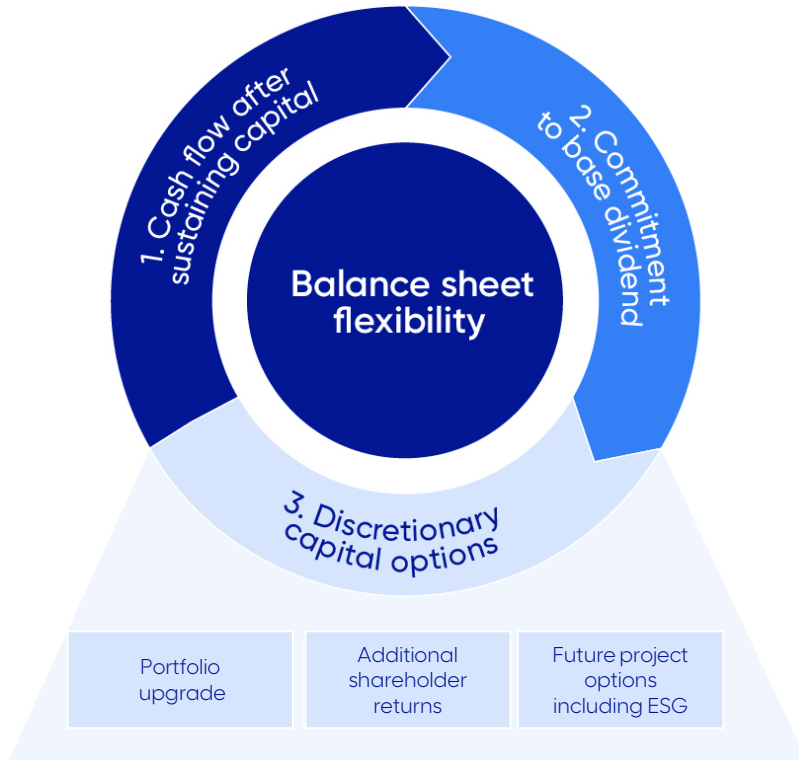 1. Cash flow after
sustaining capital
2. Commitment
to base dividend
Balance sheet
flexibility
3. Discretionary
capital options
Portfolio
upgrade
Additional
shareholder
returns
Future project
options
including ESG